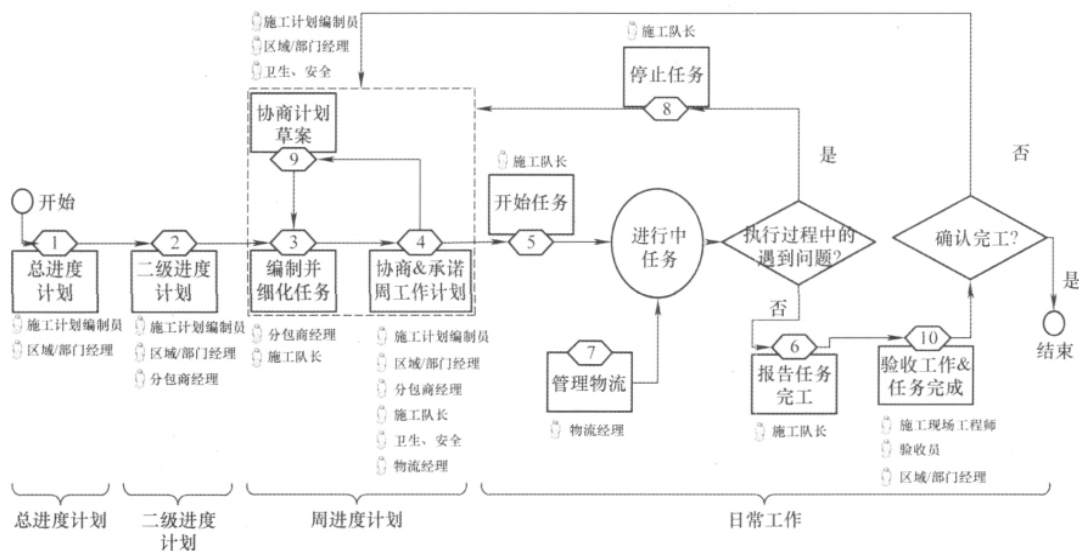 施工计划编制员
区域/部门经理
卫生、安全
协商计划
草案
9
施工队长
停止任务
8
是
否
施工队长
开始任务
5
开始
1
总进度
计划
施工计划编制员
区域/部门经理
2
二级进度
计划
施工计划编制员
区域/部门经理
分包商经理
3
编制并
细化任务
分包商经理
施工队长
4
协商&承诺
周工作计划
施工计划编制员
区域/部门经理
分包商经理
施工队长
卫生、安全
物流经理
进行中
任务
7
管理物流
物流经理
执行过程中的
遇到问题?
否
6
报告任务
完工
施工队长
10
验收工作&
任务完成
施工现场工程师
验收员
区域/部门经理
确认完工?
是
结束
总进度计划
二级进度
计划
周进度计划
日常工作